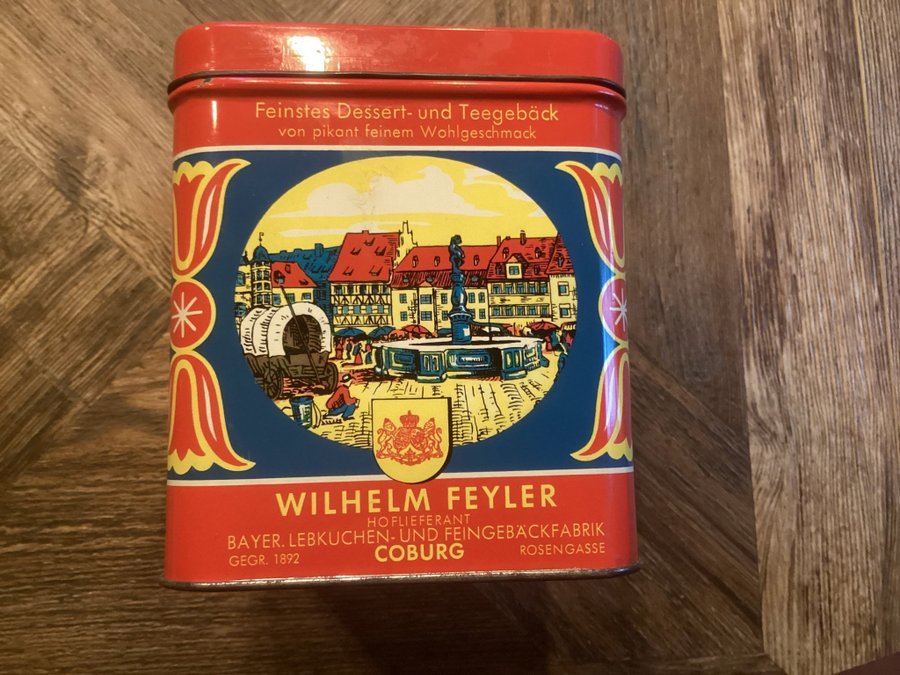 Feinstes Dessert- und Teegebäck
von pikant feinem Wohlgeschmack
WILHELM FEYLER
HOFLIEFERANT
BAYER. LEBKUCHEN- UND FEINGEBÄCKFABRIK
GEGR. 1892 COBURG ROSENGASSE